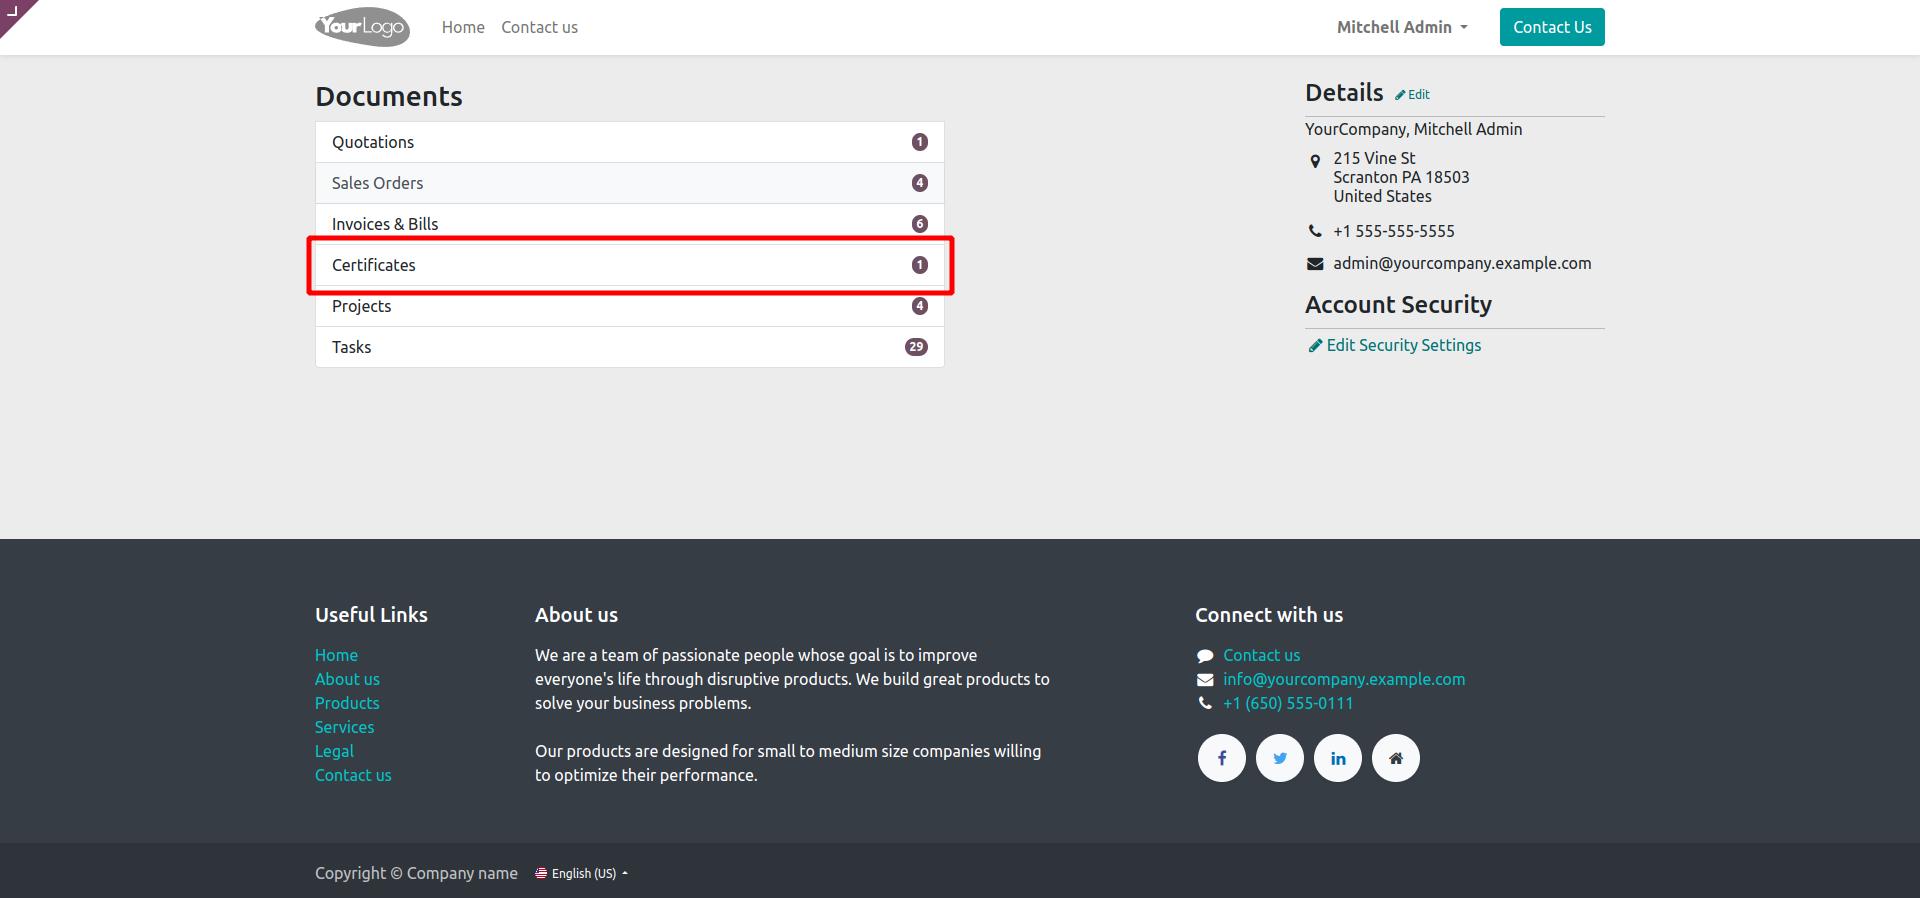 YourLogo Home Contact us Mitchell Admin Contact Us
Documents
Quotations 1
Sales Orders 4
Invoices & Bills 6
Certificates 1
Projects 4
Tasks 29
Details Edit
YourCompany, Mitchell Admin
215 Vine St
Scranton PA 18503
United States
+1 555-555-5555
admin@yourcompany.example.com
Account Security
Edit Security Settings
Useful Links
Home
About us
Products
Services
Legal
Contact us
About us
We are a team of passionate people whose goal is to improve
everyone's life through disruptive products. We build great products to
solve your business problems.
Our products are designed for small to medium size companies willing
to optimize their performance.
Connect with us
Contact us
info@yourcompany.example.com
+1 (650) 555-0111
Copyright © Company name English (US)